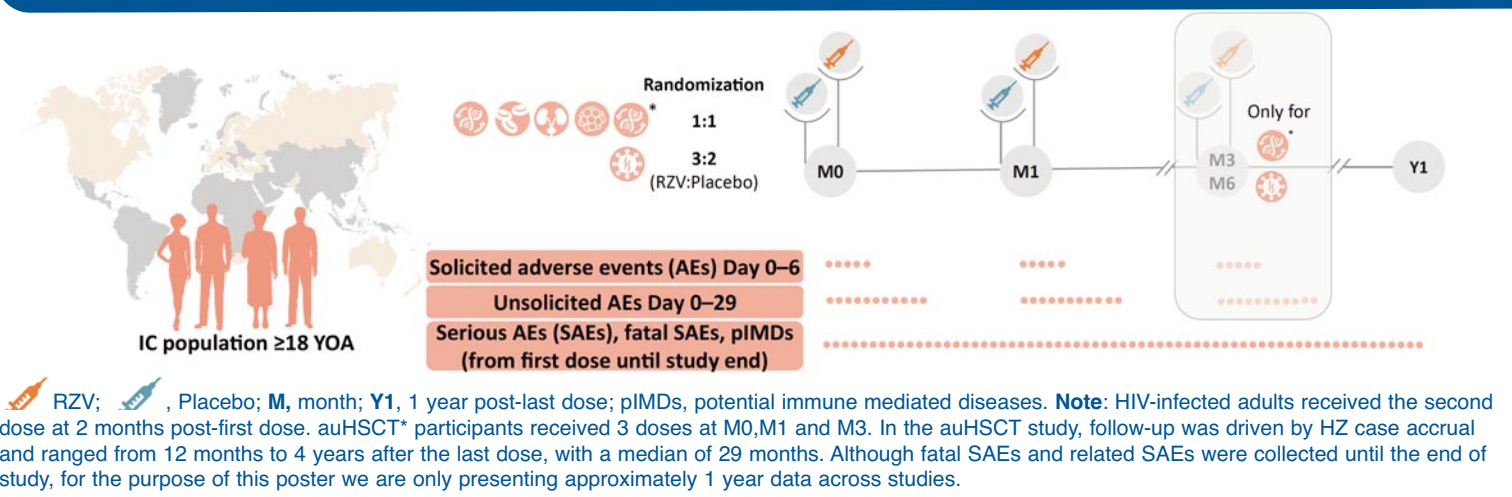 Randomization
*
1:1
3:2
(RZV:Placebo)
M0
M1
Only for
*
M3
M6
Y1
Solicited adverse events (AEs) Day 0–6
Unsolicited AEs Day 0–29
Serious AEs (SAEs), fatal SAEs, pIMDs
(from first dose until study end)
IC population ≥18 YOA
RZV; , Placebo; M, month; Y1, 1 year post-last dose; pIMDs, potential immune mediated diseases. Note: HIV-infected adults received the second
dose at 2 months post-first dose. auHSCT* participants received 3 doses at M0,M1 and M3. In the auHSCT study, follow-up was driven by HZ case accrual
and ranged from 12 months to 4 years after the last dose, with a median of 29 months. Although fatal SAEs and related SAEs were collected until the end of
study, for the purpose of this poster we are only presenting approximately 1 year data across studies.